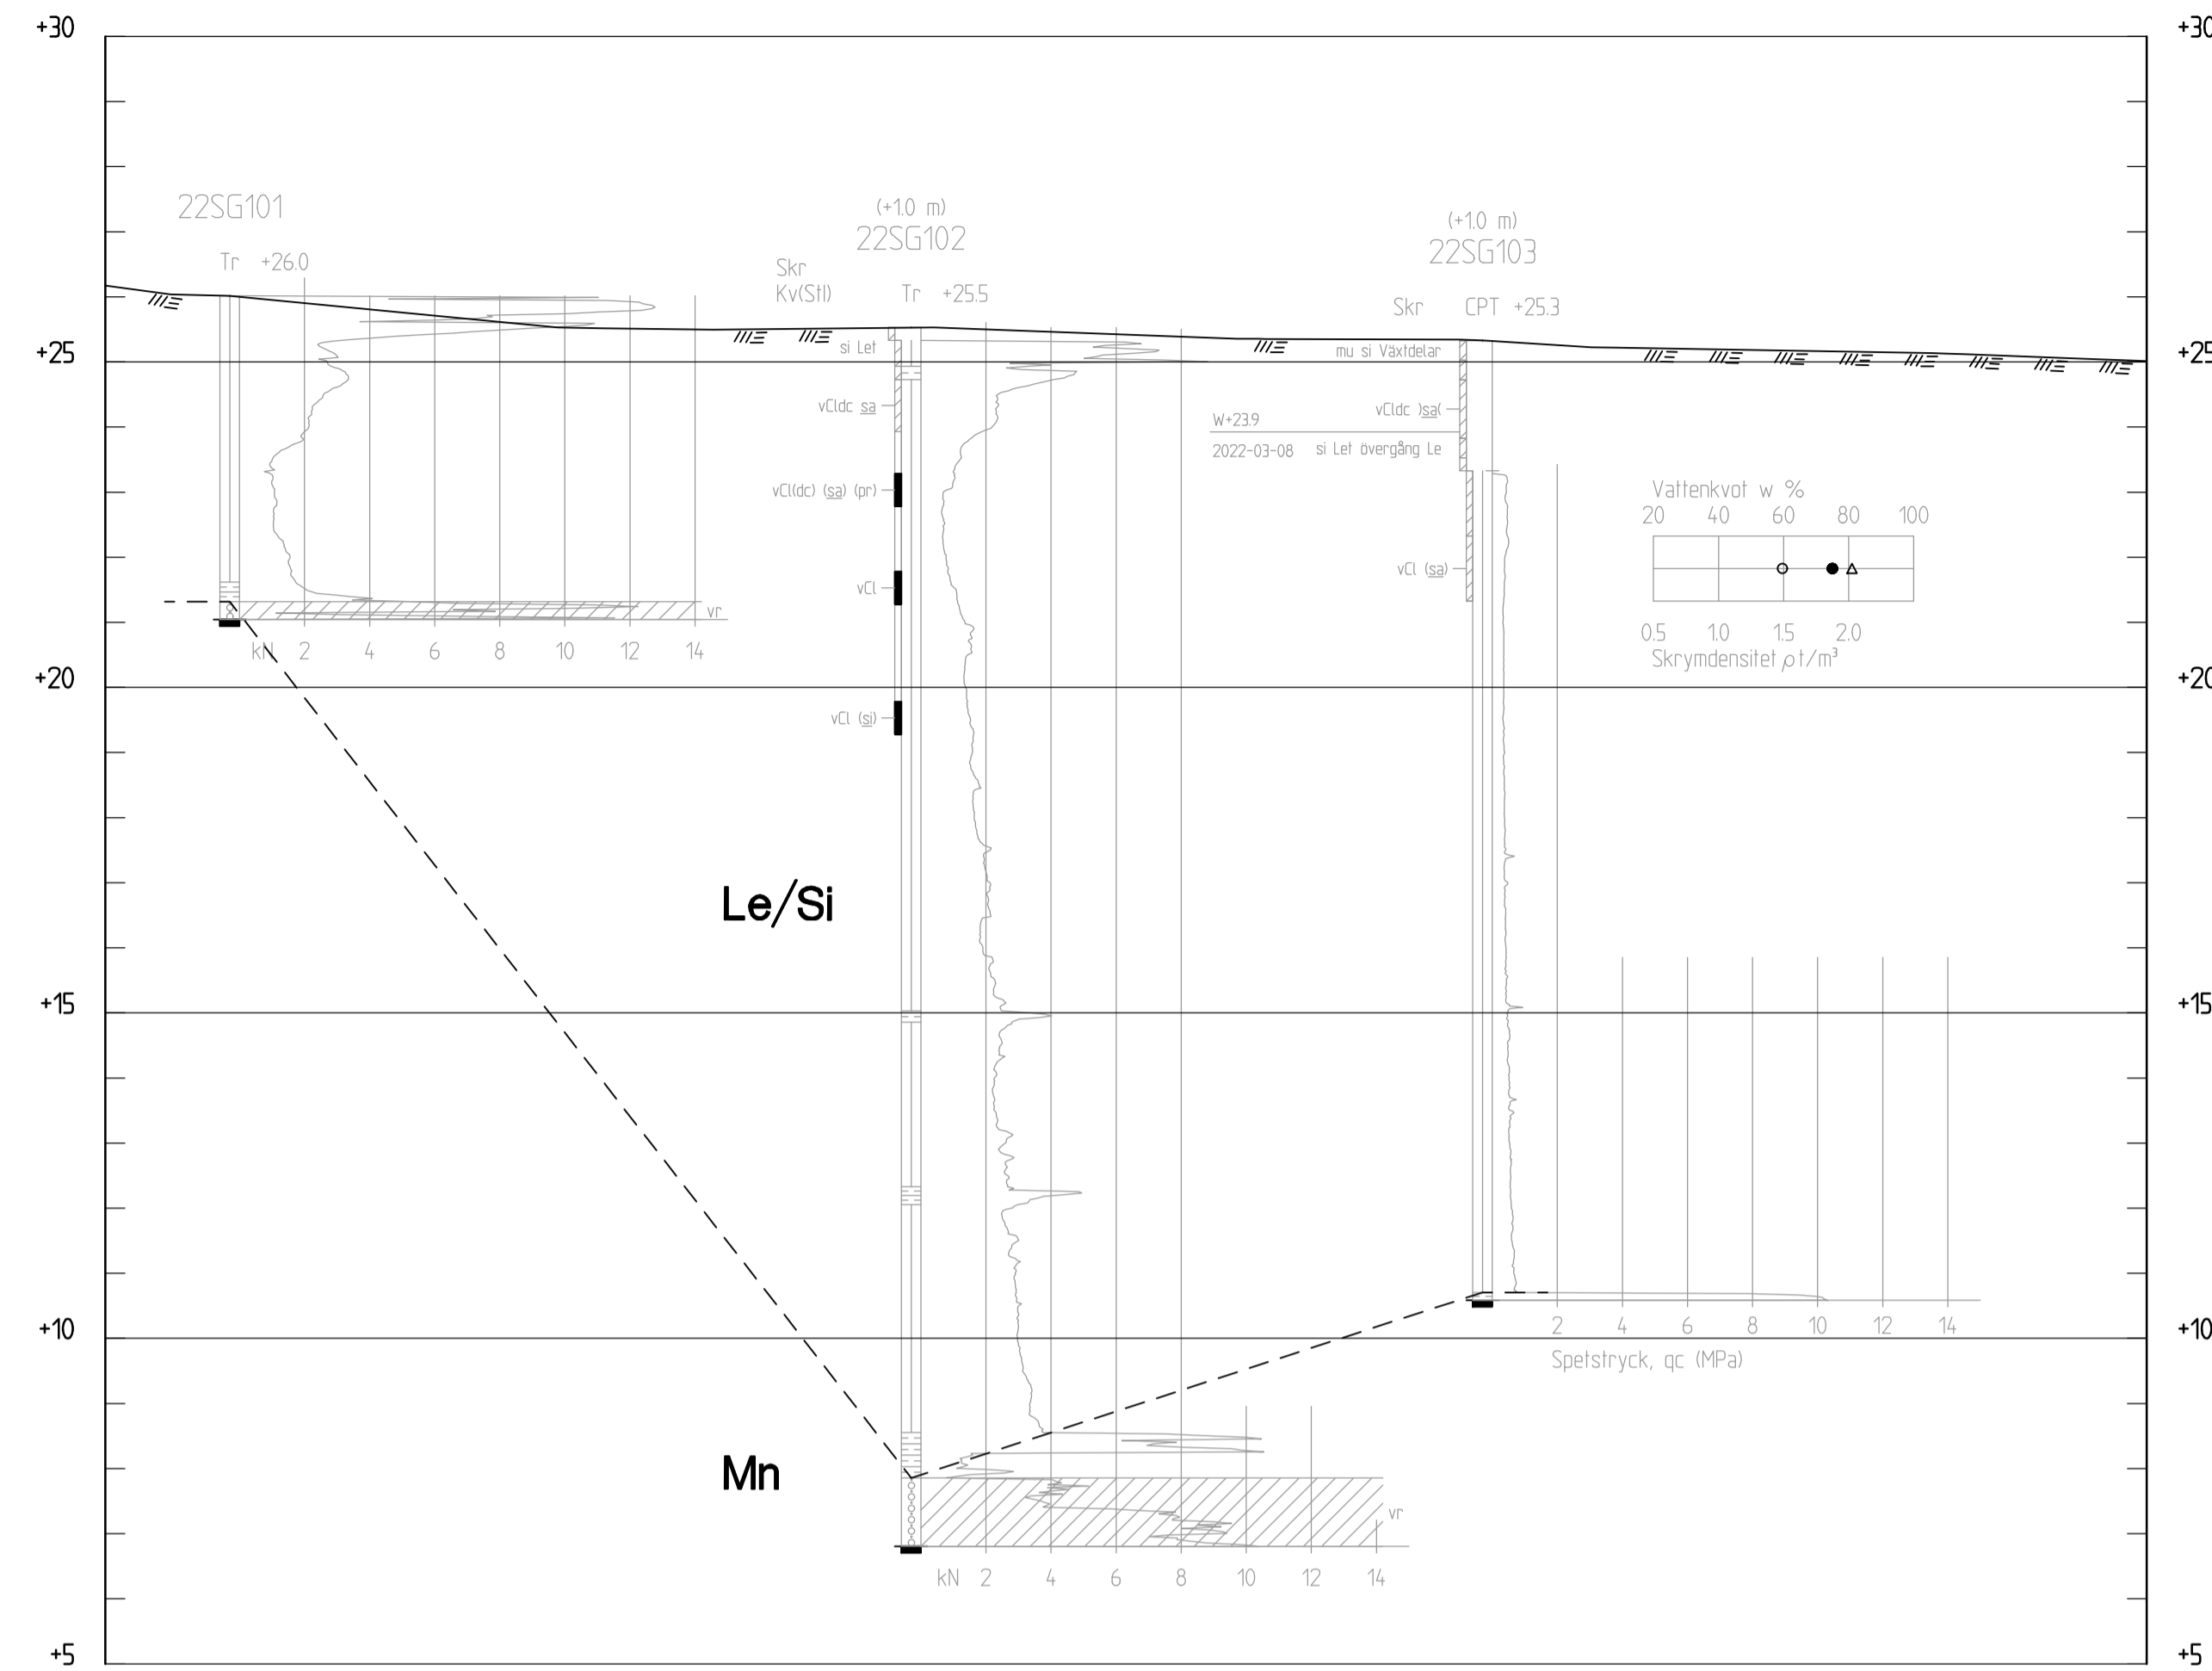 +30 +30
22SG101
Tr +26.0
(+1.0 m)
22SG102
Skr
Kv(StI) Tr +25.5
(+1.0 m)
22SG103
Skr CPT +25.3
+25 +25
si Let
vCldc sa
vCl(dc) (sa) (pr)
vCl
vCl (si)
mu si Växtdelar
vCldc )sa(
W+23.9
2022-03-08 si Let övergång Le
vCl (sa)
Vattenkvot w %
20 40 60 80 100
0.5 1.0 1.5 2.0
Skrymdensitet ρ t/m³
vr
kN 2 4 6 8 10 12 14
+20 +20
Le/Si
+15 +15
+10 +10
2 4 6 8 10 12 14
Spetstryck, qc (MPa)
Mn
vr
kN 2 4 6 8 10 12 14
+5 +5